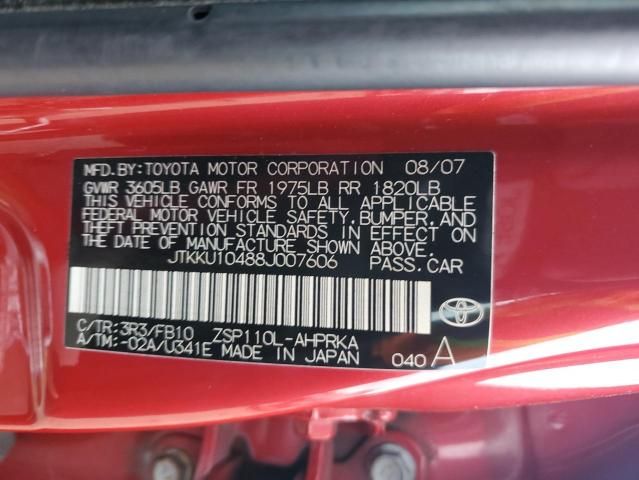 MFD.BY:TOYOTA MOTOR CORPORATION 08/07
GVWR 3605LB GAWR FR 1975LB RR 1820LB
THIS VEHICLE CONFORMS TO ALL APPLICABLE
FEDERAL MOTOR VEHICLE SAFETY,BUMPER,AND
THEFT PREVENTION STANDARDS IN EFFECT ON
THE DATE OF MANUFACTURE SHOWN ABOVE.
JTKKU10488J007606 PASS.CAR
C/TR:3R3/FB10 ZSP110L-AHPRKA
A/TM:-02A/U341E MADE IN JAPAN 040 A